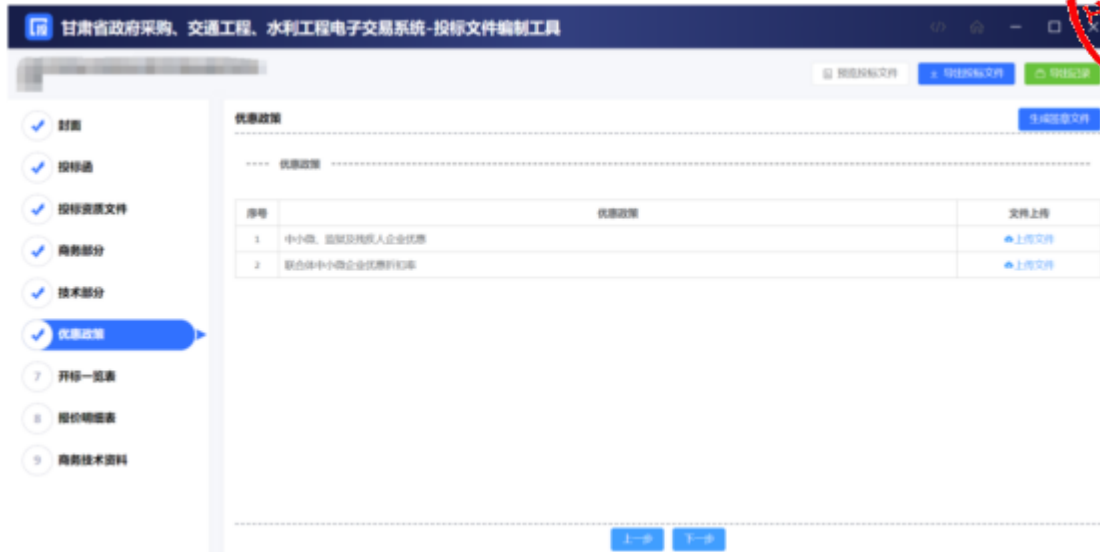 甘肃省政府采购、交通工程、水利工程电子交易系统-投标文件编制工具
预览投标文件 导出投标文件 导出记录
封面
投标函
投标资质文件
商务部分
技术部分
优惠政策
7 开标一览表
8 报价明细表
9 商务技术资料
优惠政策 生成签章文件
优惠政策
序号 优惠政策 文件上传
1 中小微、监狱及残疾人企业优惠 上传文件
2 联合体中小微企业优惠折扣率 上传文件
上一步 下一步